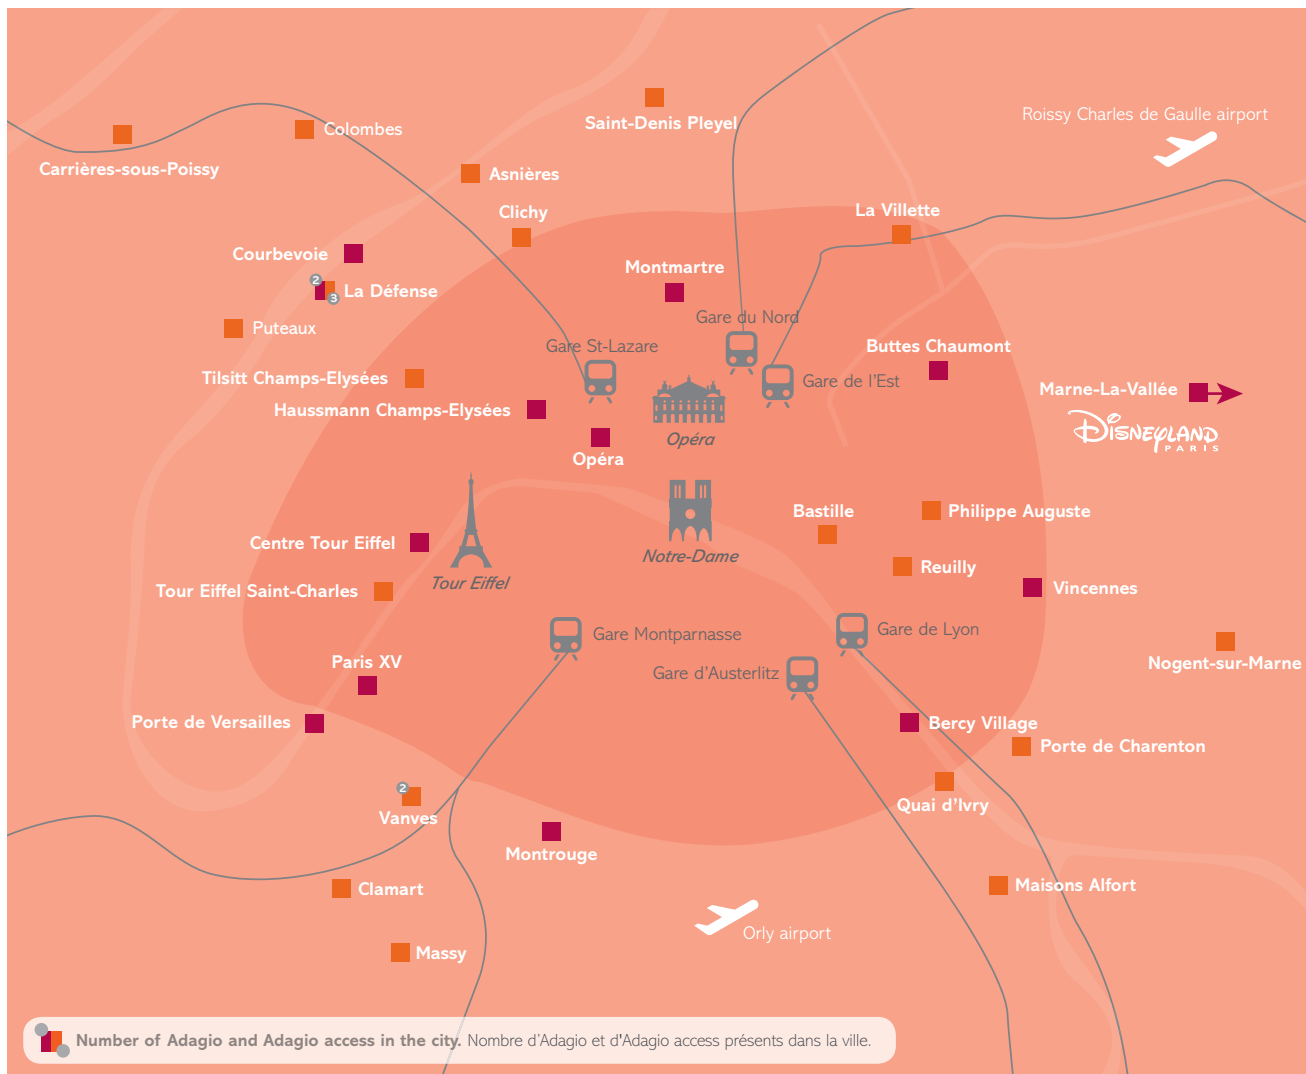 Saint-Denis Pleyel
Roissy Charles de Gaulle airport
Colombes
Carrières-sous-Poissy
Asnières
Clichy
La Villette
Courbevoie
Montmartre
2
3
La Défense
Gare du Nord
Puteaux
Gare St-Lazare
Buttes Chaumont
Tilsitt Champs-Elysées
Gare de l'Est
Marne-La-Vallée
Haussmann Champs-Elysées
DISNEYLAND
PARIS
Opéra
Opéra
Bastille
Philippe Auguste
Centre Tour Eiffel
Notre-Dame
Reuilly
Tour Eiffel
Tour Eiffel Saint-Charles
Vincennes
Gare Montparnasse
Gare de Lyon
Paris XV
Nogent-sur-Marne
Gare d'Austerlitz
Porte de Versailles
Bercy Village
Porte de Charenton
2
Vanves
Quai d'Ivry
Montrouge
Clamart
Maisons Alfort
Orly airport
Massy
Number of Adagio and Adagio access in the city. Nombre d'Adagio et d'Adagio access présents dans la ville.